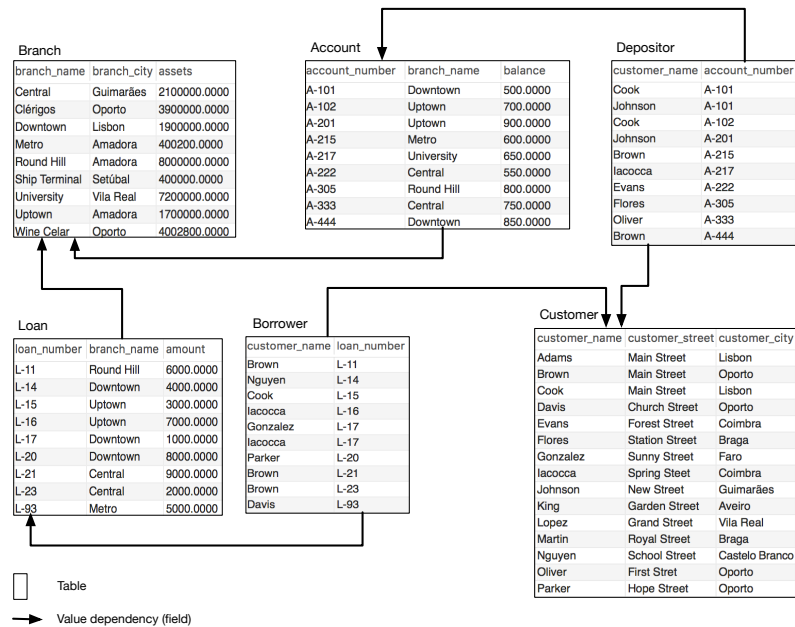 Branch
branch_name branch_city assets
Central Guimarães 2100000.0000
Clérigos Oporto 3900000.0000
Downtown Lisbon 1900000.0000
Metro Amadora 400200.0000
Round Hill Amadora 8000000.0000
Ship Terminal Setúbal 400000.0000
University Vila Real 7200000.0000
Uptown Amadora 1700000.0000
Wine Celar Oporto 4002800.0000
Account
account_number branch_name balance
A-101 Downtown 500.0000
A-102 Uptown 700.0000
A-201 Uptown 900.0000
A-215 Metro 600.0000
A-217 University 650.0000
A-222 Central 550.0000
A-305 Round Hill 800.0000
A-333 Central 750.0000
A-444 Downtown 850.0000
Depositor
customer_name account_number
Cook A-101
Johnson A-101
Cook A-102
Johnson A-201
Brown A-215
Iacocca A-217
Evans A-222
Flores A-305
Oliver A-333
Brown A-444
Loan
loan_number branch_name amount
L-11 Round Hill 6000.0000
L-14 Downtown 4000.0000
L-15 Uptown 3000.0000
L-16 Uptown 7000.0000
L-17 Downtown 1000.0000
L-20 Downtown 8000.0000
L-21 Central 9000.0000
L-23 Central 2000.0000
L-93 Metro 5000.0000
Borrower
customer_name loan_number
Brown L-11
Nguyen L-14
Cook L-15
Iacocca L-16
Gonzalez L-17
Iacocca L-17
Parker L-20
Brown L-21
Brown L-23
Davis L-93
Customer
customer_name customer_street customer_city
Adams Main Street Lisbon
Brown Main Street Oporto
Cook Main Street Lisbon
Davis Church Street Oporto
Evans Forest Street Coimbra
Flores Station Street Braga
Gonzalez Sunny Street Faro
Iacocca Spring Steet Coimbra
Johnson New Street Guimarães
King Garden Street Aveiro
Lopez Grand Street Vila Real
Martin Royal Street Braga
Nguyen School Street Castelo Branco
Oliver First Stret Oporto
Parker Hope Street Oporto
Table
Value dependency (field)